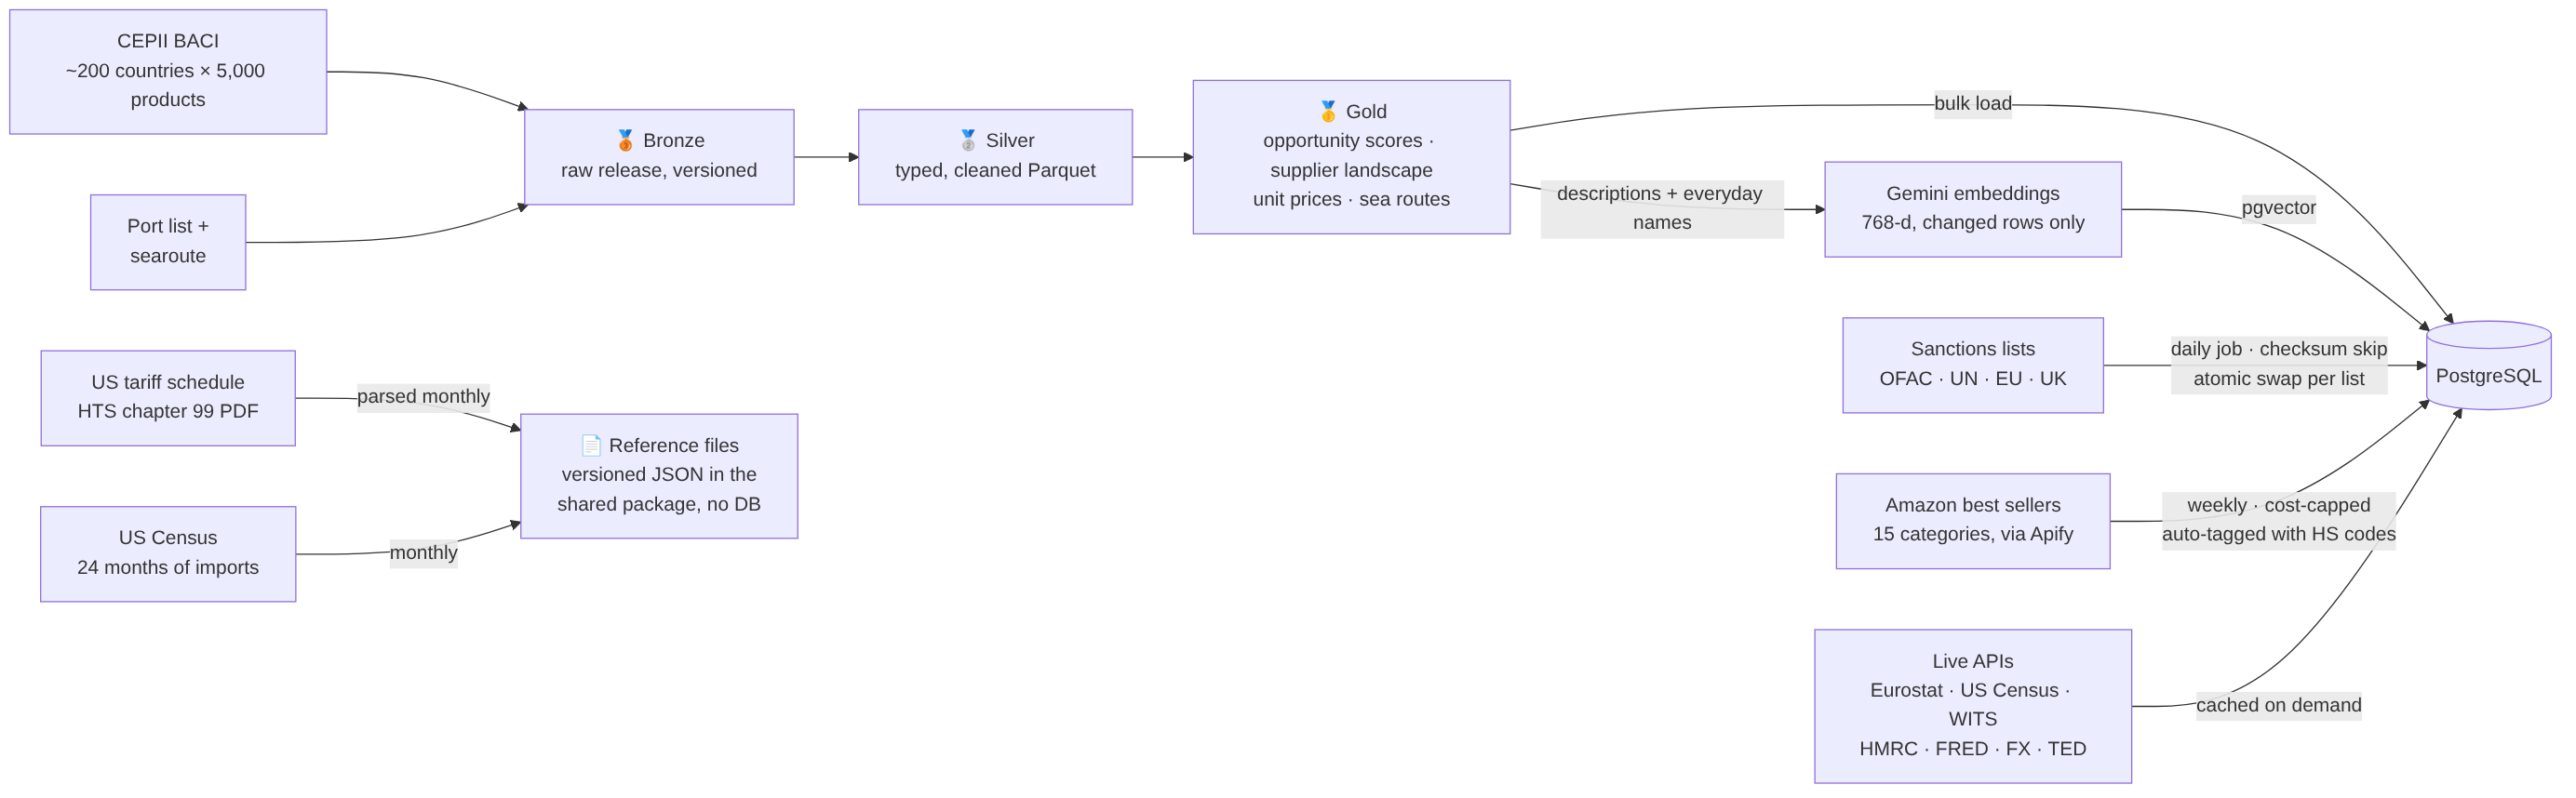 CEPII BACI
~200 countries × 5,000
products
Port list +
searoute
🥉 Bronze
raw release, versioned
🥈 Silver
typed, cleaned Parquet
🥇 Gold
opportunity scores ·
supplier landscape
unit prices · sea routes
bulk load
descriptions + everyday
names
Gemini embeddings
768-d, changed rows only
pgvector
US tariff schedule
HTS chapter 99 PDF
parsed monthly
US Census
24 months of imports
monthly
📄 Reference files
versioned JSON in the
shared package, no DB
Sanctions lists
OFAC · UN · EU · UK
daily job · checksum skip
atomic swap per list
PostgreSQL
Amazon best sellers
15 categories, via Apify
weekly · cost-capped
auto-tagged with HS codes
Live APIs
Eurostat · US Census ·
WITS
HMRC · FRED · FX · TED
cached on demand